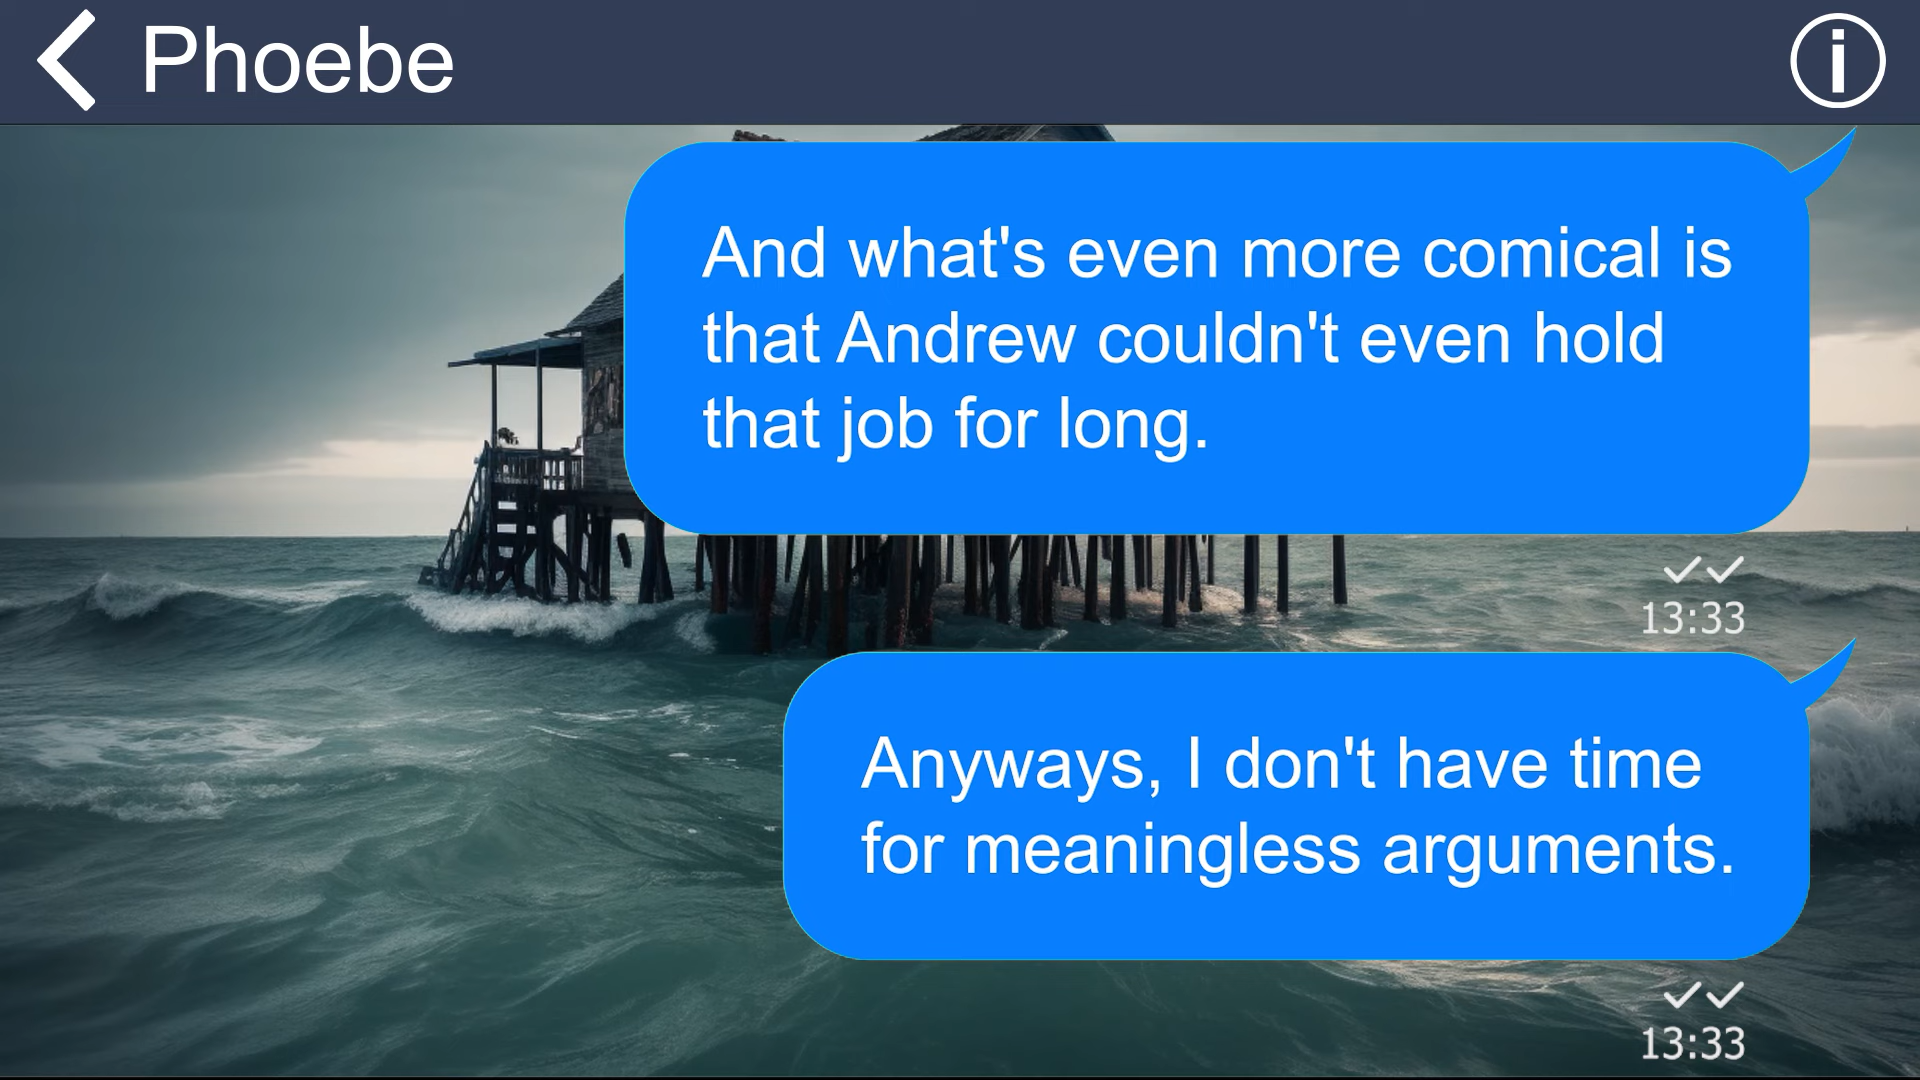 Phoebe
And what's even more comical is
that Andrew couldn't even hold
that job for long.
13:33
Anyways, I don't have time
for meaningless arguments.
13:33